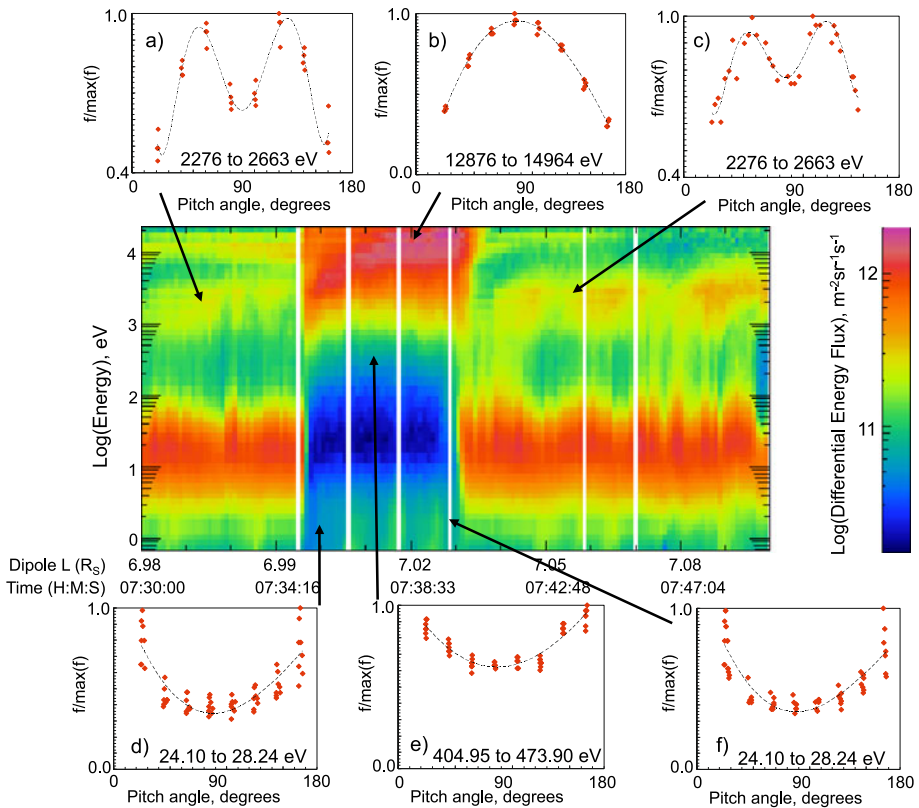 a)
b)
c)
f/max(f)
f/max(f)
f/max(f)
1.0
1.0
1.0
0.4
0.0
0.4
2276 to 2663 eV
12876 to 14964 eV
2276 to 2663 eV
0 90 180
0 90 180
0 90 180
Pitch angle, degrees
Pitch angle, degrees
Pitch angle, degrees
Log(Energy), eV
4
3
2
1
0
12
11
Log(Differential Energy Flux), m⁻²sr⁻¹s⁻¹
Dipole L (R_S) 6.98 6.99 7.02 7.05 7.08
Time (H:M:S) 07:30:00 07:34:16 07:38:33 07:42:48 07:47:04
1.0
1.0
1.0
f/max(f)
f/max(f)
f/max(f)
d)
e)
f)
24.10 to 28.24 eV
404.95 to 473.90 eV
24.10 to 28.24 eV
0.0
0.0
0.0
0 90 180
0 90 180
0 90 180
Pitch angle, degrees
Pitch angle, degrees
Pitch angle, degrees